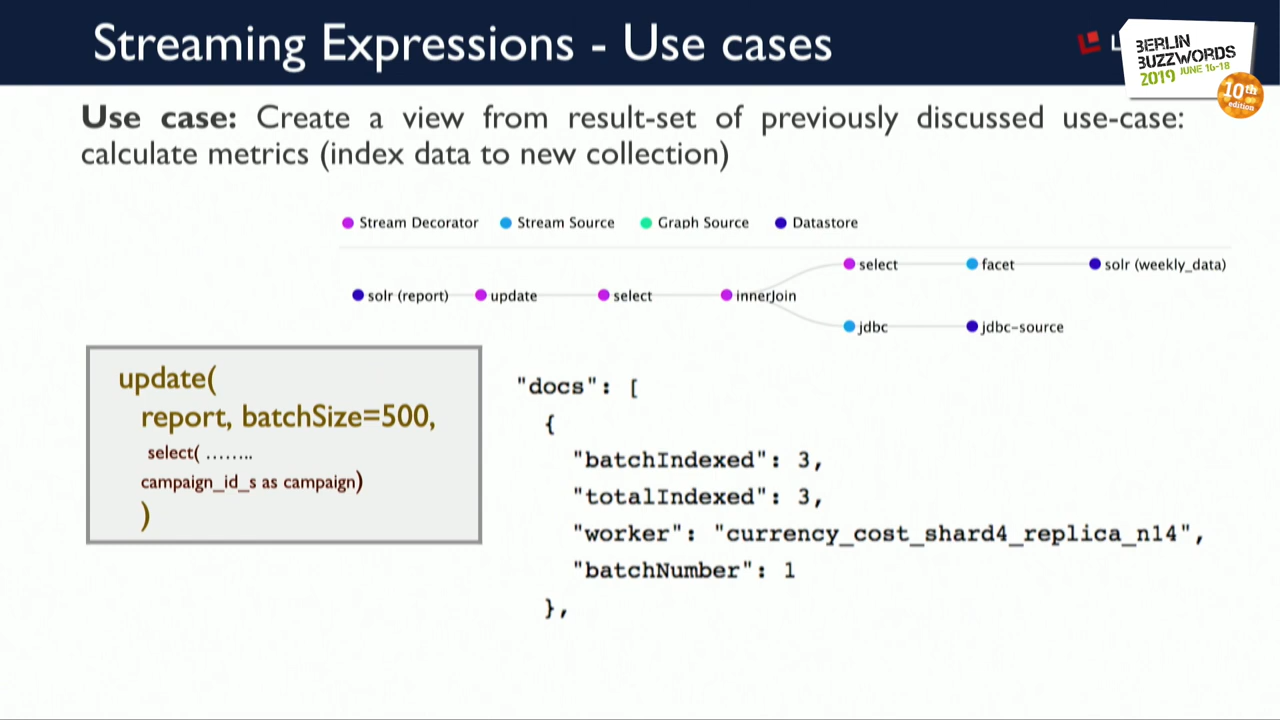 Streaming Expressions - Use cases
L
BERLIN
BUZZWORDS
2019 JUNE 16-18
10th
edition
Use case: Create a view from result-set of previously discussed use-case:
calculate metrics (index data to new collection)
Stream Decorator Stream Source Graph Source Datastore
select facet solr (weekly_data)
solr (report) update select innerJoin
jdbc jdbc-source
update(
report, batchSize=500,
select( ........
campaign_id_s as campaign)
)
"docs": [
{
"batchIndexed": 3,
"totalIndexed": 3,
"worker": "currency_cost_shard4_replica_n14",
"batchNumber": 1
},